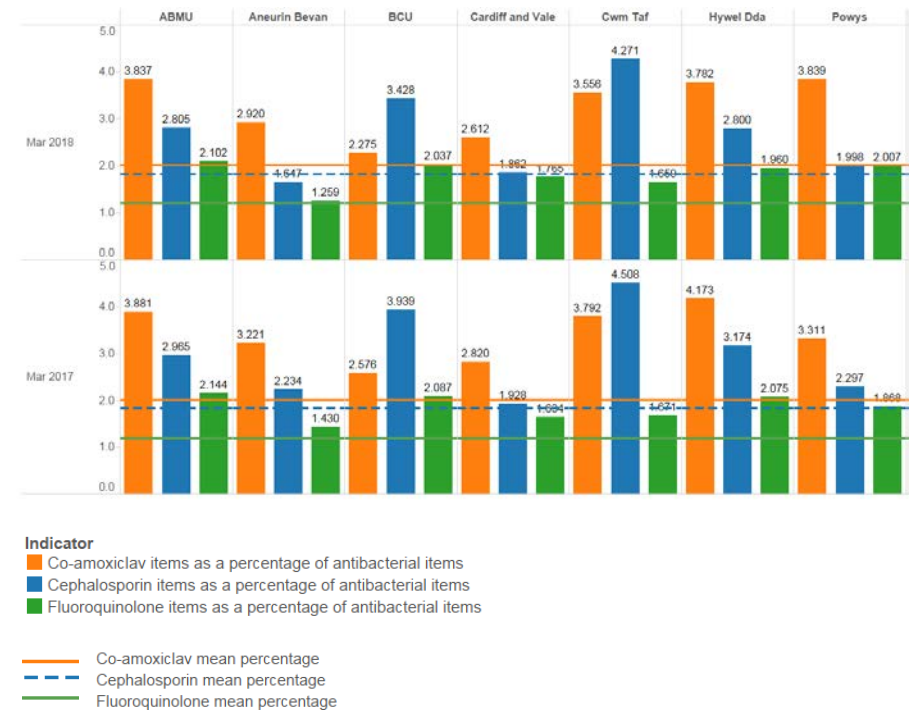 ABMU Aneurin Bevan BCU Cardiff and Vale Cwm Taf Hywel Dda Powys
5.0
4.271
4.0 3.837 3.556 3.782 3.839
3.428
3.0 2.805 2.920 2.612 2.800
Mar 2018 2.102 2.275 2.037
2.0 1.647 1.862 1.765 1.659 1.960 1.998 2.007
1.259
1.0
0.0
5.0
4.508
4.0 3.881 3.939 3.792 4.173
3.221 3.174 3.311
3.0 2.965 2.576 2.820
Mar 2017 2.144 2.234 2.087 2.075 2.297
2.0 1.928 1.634 1.671
1.430
1.0
0.0
Indicator
Co-amoxiclav items as a percentage of antibacterial items
Cephalosporin items as a percentage of antibacterial items
Fluoroquinolone items as a percentage of antibacterial items
Co-amoxiclav mean percentage
Cephalosporin mean percentage
Fluoroquinolone mean percentage